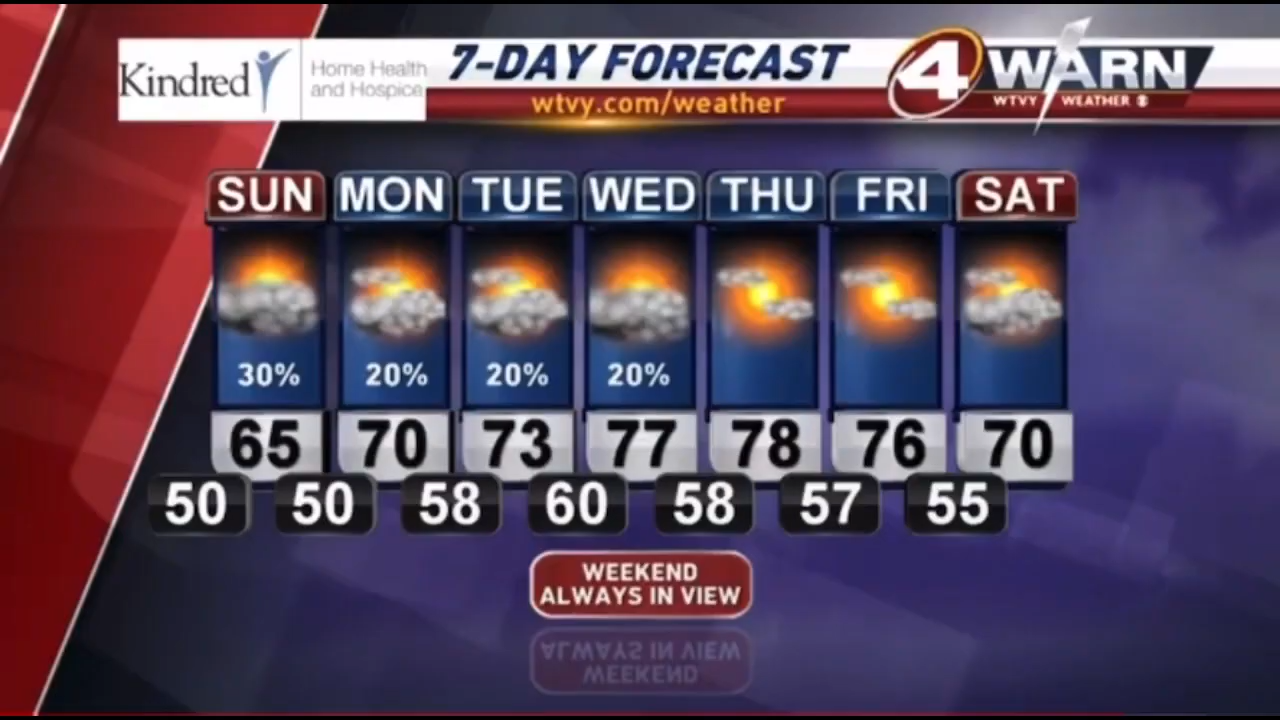 Kindred
Home Health
and Hospice
7-DAY FORECAST
wtvy.com/weather
4WARN
WTVY WEATHER
SUN MON TUE WED THU FRI SAT
30% 20% 20% 20%
65 70 73 77 78 76 70
50 50 58 60 58 57 55
WEEKEND
ALWAYS IN VIEW